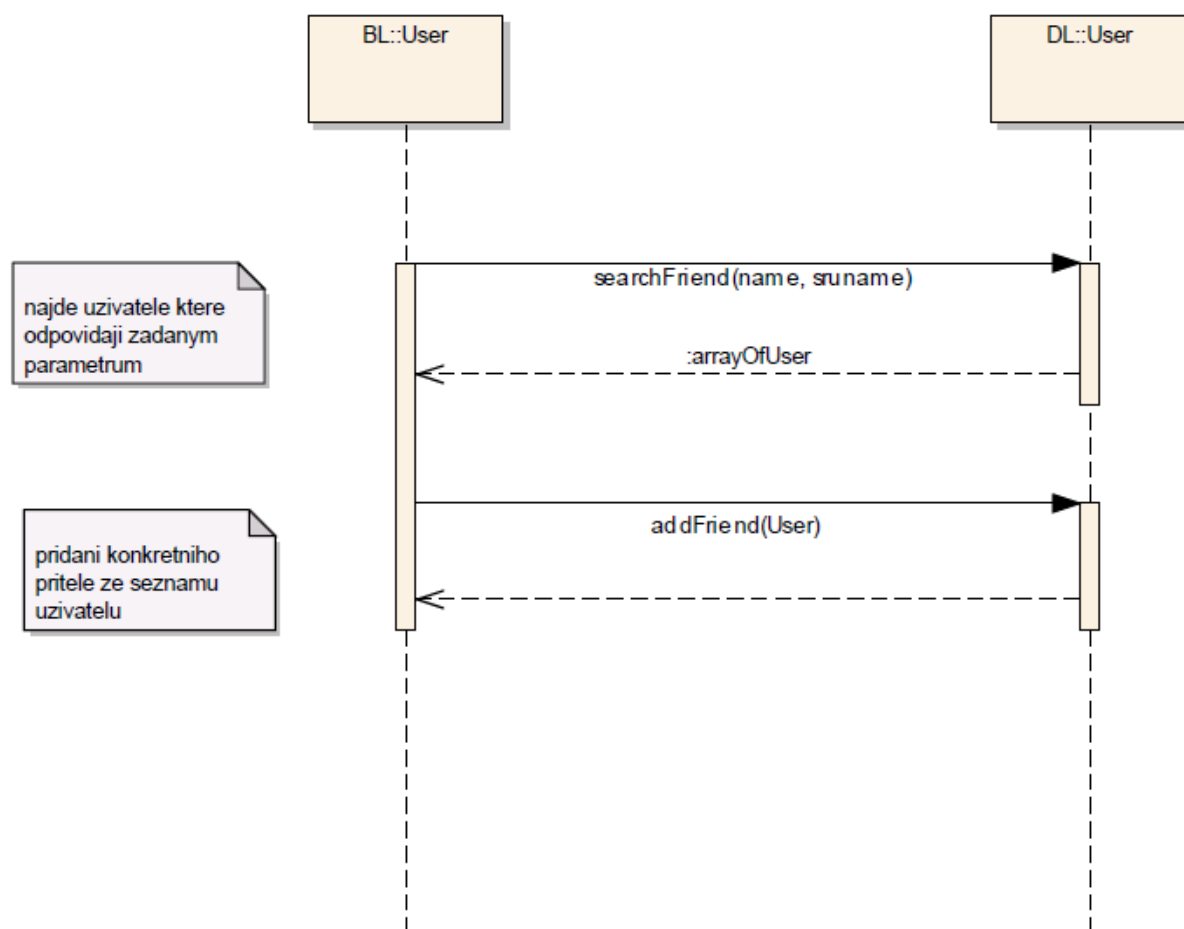 BL::User
DL::User
searchFriend(name, sruname)
najde uzivatele ktere
odpovidaji zadanym
parametrum
:arrayOfUser
addFriend(User)
pridani konkretniho
pritele ze seznamu
uzivatelu